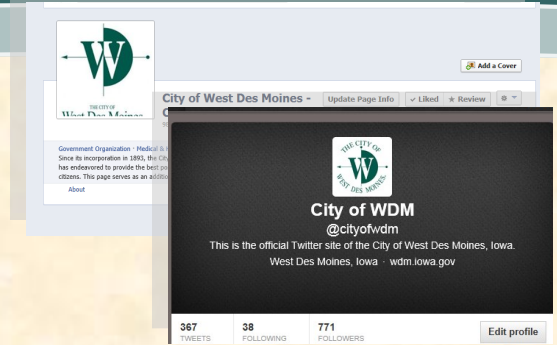 W
THE CITY OF
West Des Moines
Add a Cover
City of West Des Moines -
Update Page Info
Liked
Review
Government Organization · Medical &
Since its incorporation in 1893, the City
has endeavored to provide the best
citizens. This page serves as an
About
THE CITY OF
W
WEST DES MOINES
City of WDM
@cityofwdm
This is the official Twitter site of the City of West Des Moines, Iowa.
West Des Moines, Iowa · wdm.iowa.gov
367 38 771
TWEETS FOLLOWING FOLLOWERS
Edit profile